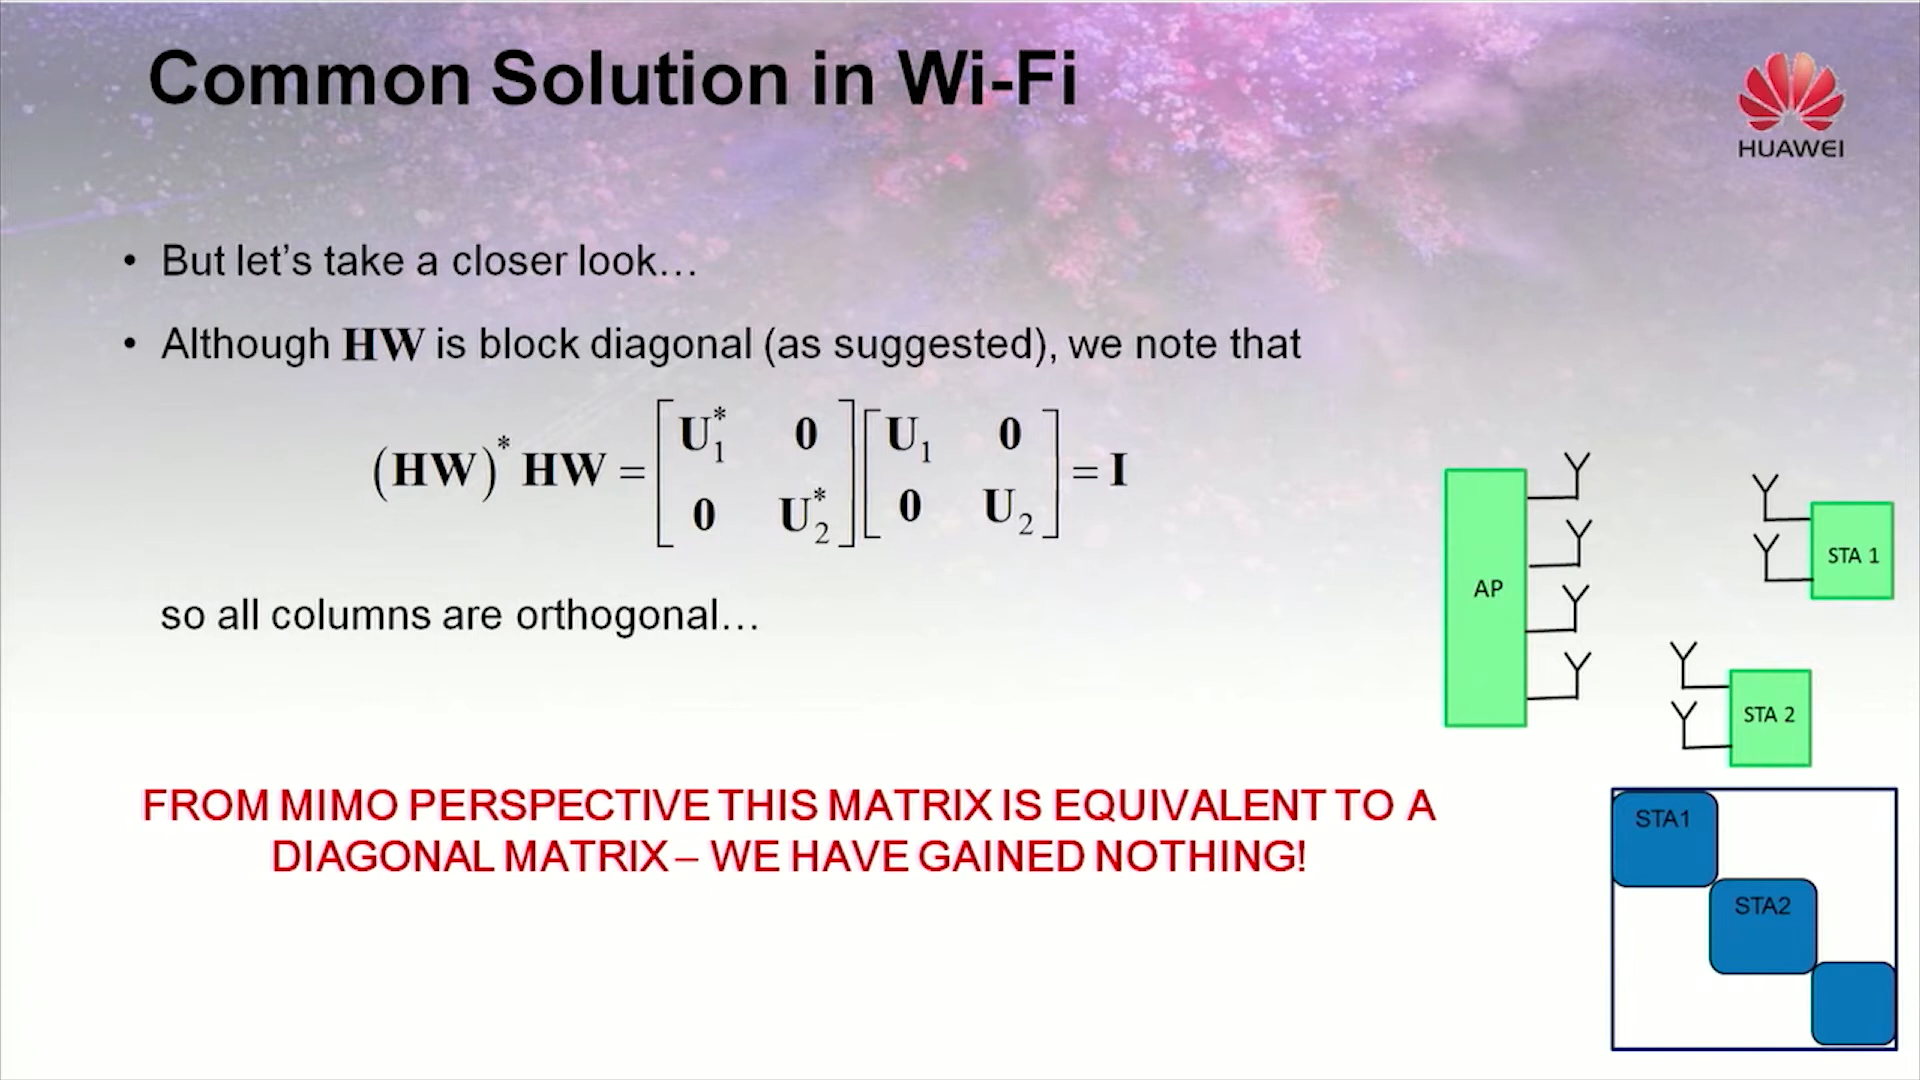 Common Solution in Wi-Fi
HUAWEI
• But let's take a closer look…
• Although HW is block diagonal (as suggested), we note that
(HW)* HW = [U₁* 0; 0 U₂*] [U₁ 0; 0 U₂] = I
so all columns are orthogonal…
AP
STA 1
STA 2
FROM MIMO PERSPECTIVE THIS MATRIX IS EQUIVALENT TO A
DIAGONAL MATRIX – WE HAVE GAINED NOTHING!
STA1
STA2